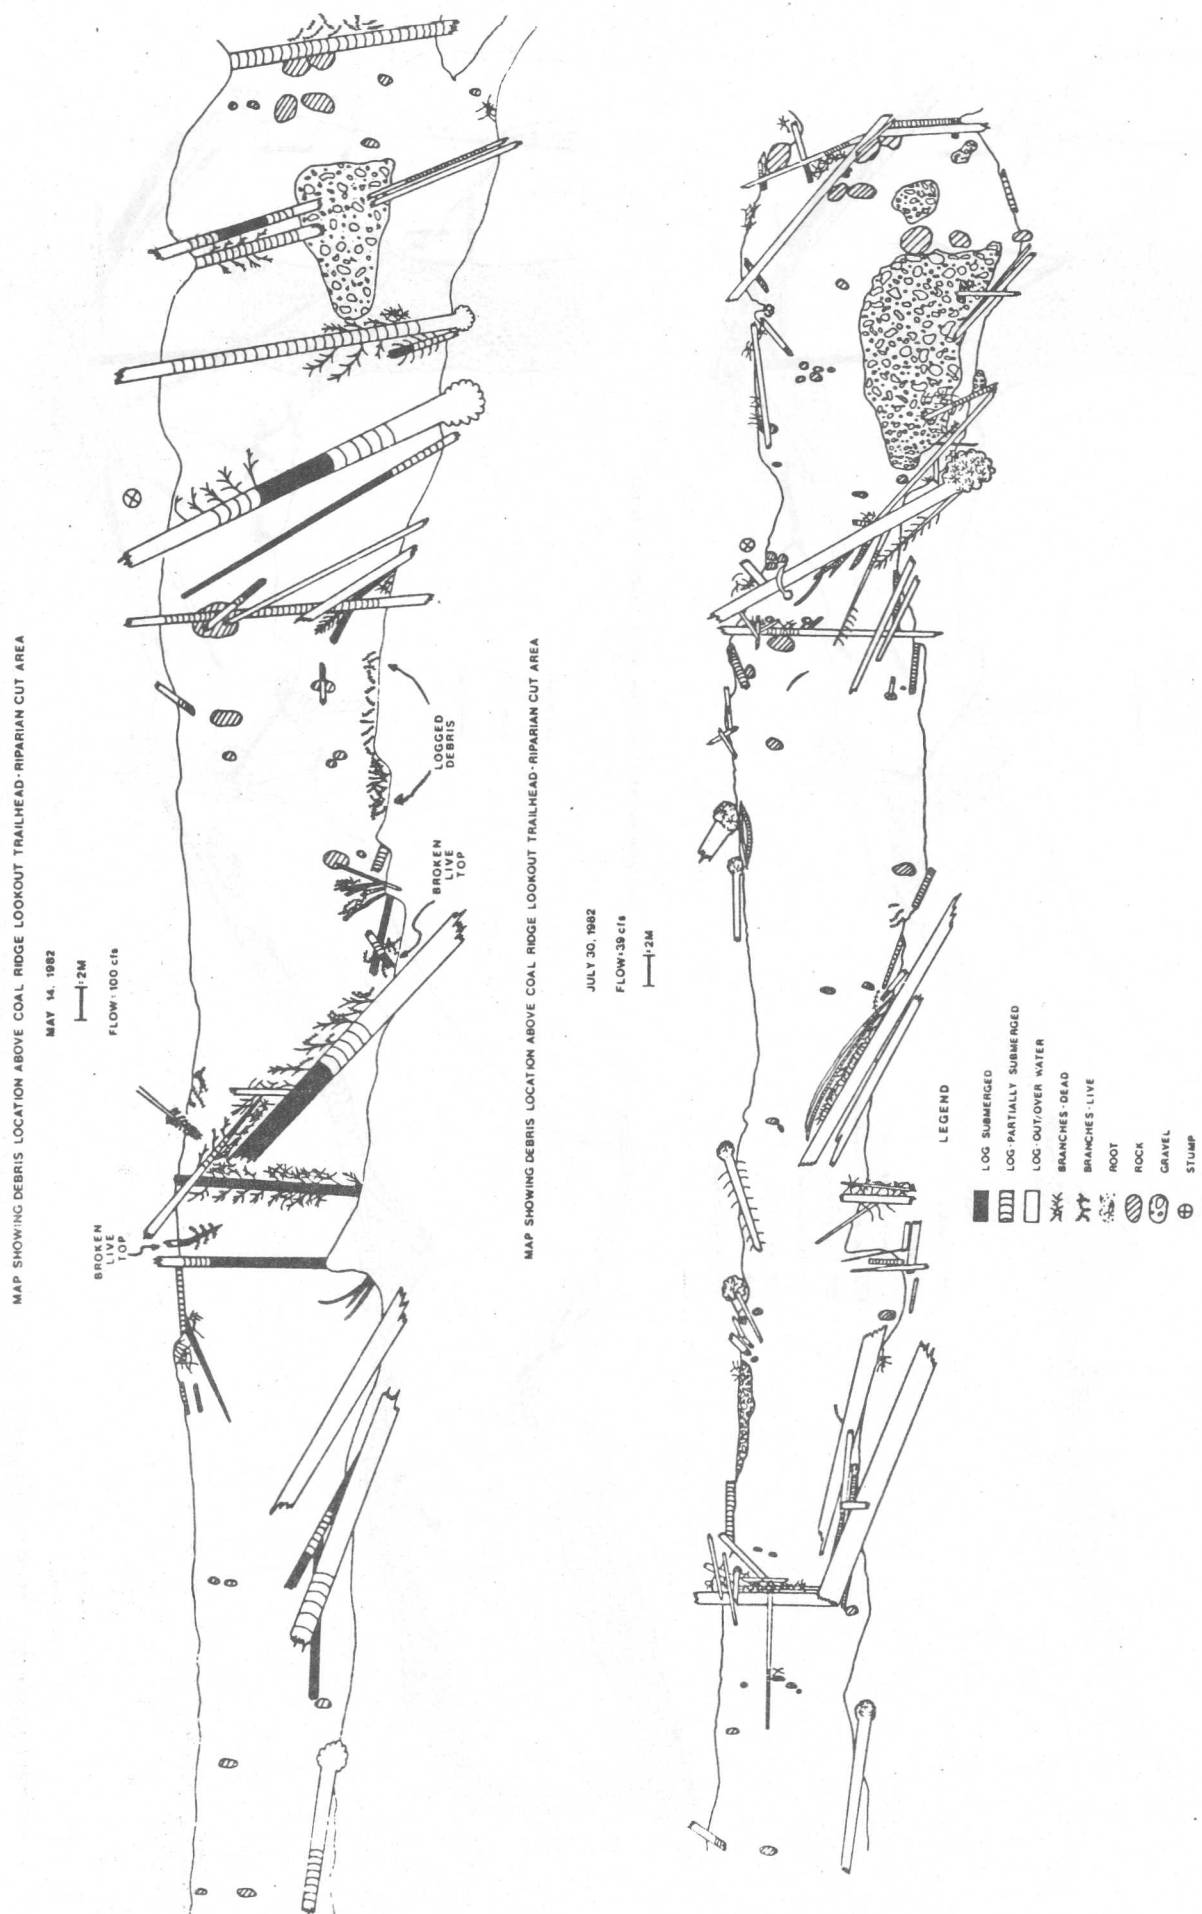 MAP SHOWING DEBRIS LOCATION ABOVE COAL RIDGE LOOKOUT TRAILHEAD-RIPARIAN CUT AREA
MAY 14, 1982
:2M
FLOW:100 cfs
BROKEN
LIVE
TOP
BROKEN
LIVE
TOP
LOGGED
DEBRIS
MAP SHOWING DEBRIS LOCATION ABOVE COAL RIDGE LOOKOUT TRAILHEAD-RIPARIAN CUT AREA
JULY 30, 1982
FLOW:39 cfs
:2M
LEGEND
LOG SUBMERGED
LOG-PARTIALLY SUBMERGED
LOG-OUT/OVER WATER
BRANCHES-DEAD
BRANCHES-LIVE
ROOT
ROCK
GRAVEL
STUMP